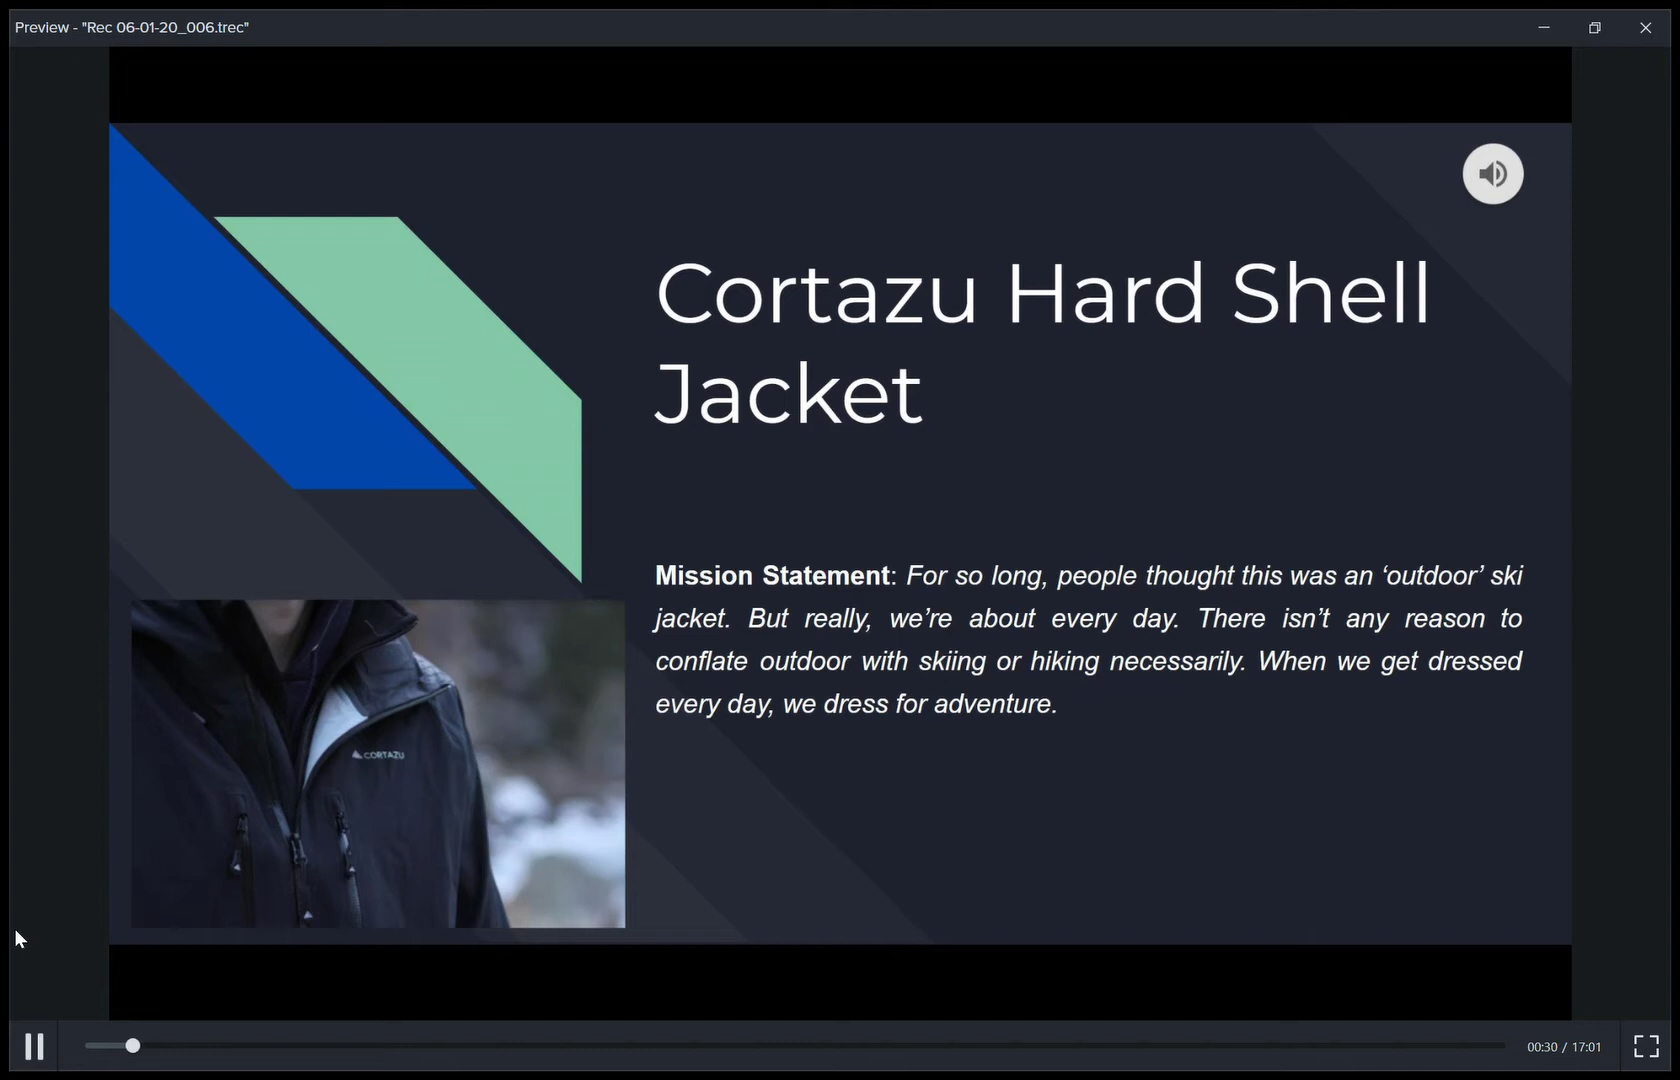 Preview - "Rec 06-01-20_006.trec"
Cortazu Hard Shell
Jacket
Mission Statement: For so long, people thought this was an ‘outdoor’ ski
jacket. But really, we’re about every day. There isn’t any reason to
conflate outdoor with skiing or hiking necessarily. When we get dressed
every day, we dress for adventure.
CORTAZU
00:30 / 17:01